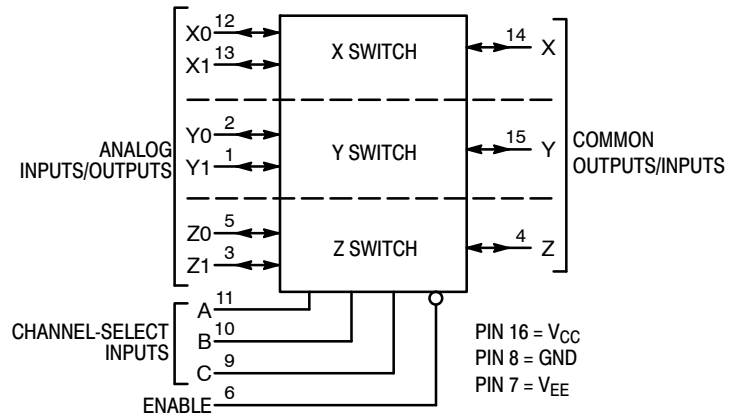 X0 12
X1 13
X SWITCH
14 X
Y0 2
Y1 1
Y SWITCH
15 Y
Z0 5
Z1 3
Z SWITCH
4 Z
ANALOG
INPUTS/OUTPUTS
COMMON
OUTPUTS/INPUTS
A 11
B 10
C 9
CHANNEL-SELECT
INPUTS
ENABLE 6
PIN 16 = VCC
PIN 8 = GND
PIN 7 = VEE